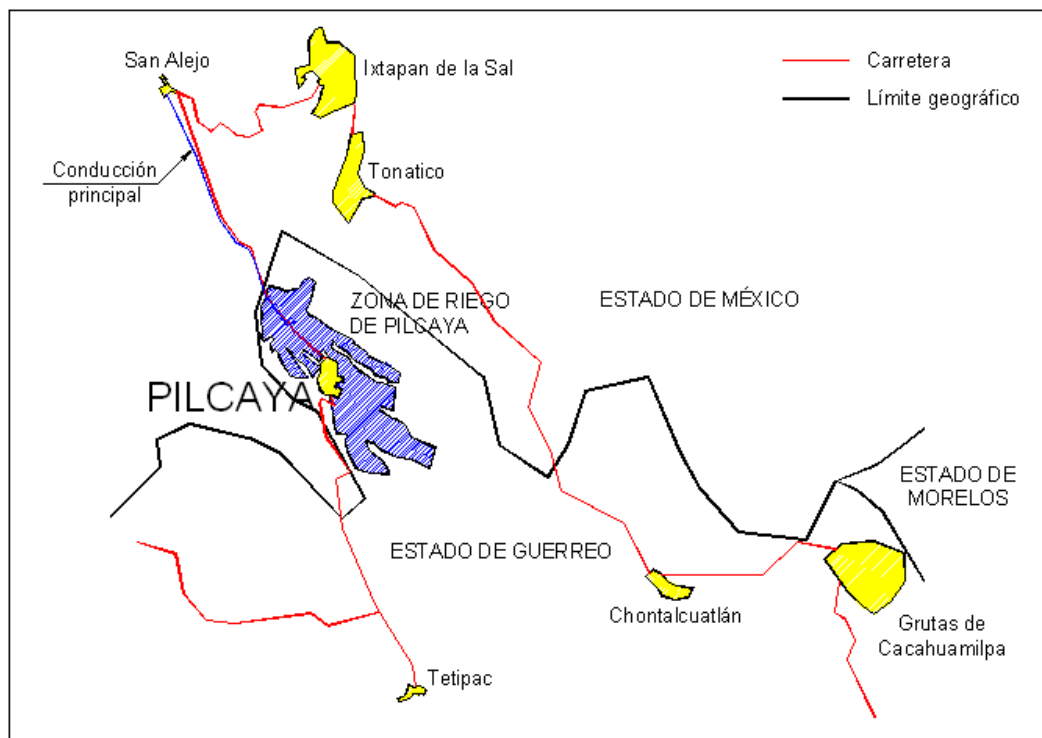 San Alejo
Ixtapan de la Sal
Carretera
Límite geográfico
Conducción
principal
Tonatico
ZONA DE RIEGO
DE PILCAYA
ESTADO DE MÉXICO
PILCAYA
ESTADO DE
MORELOS
ESTADO DE GUERREO
Chontalcuatlán
Grutas de
Cacahuamilpa
Tetipac